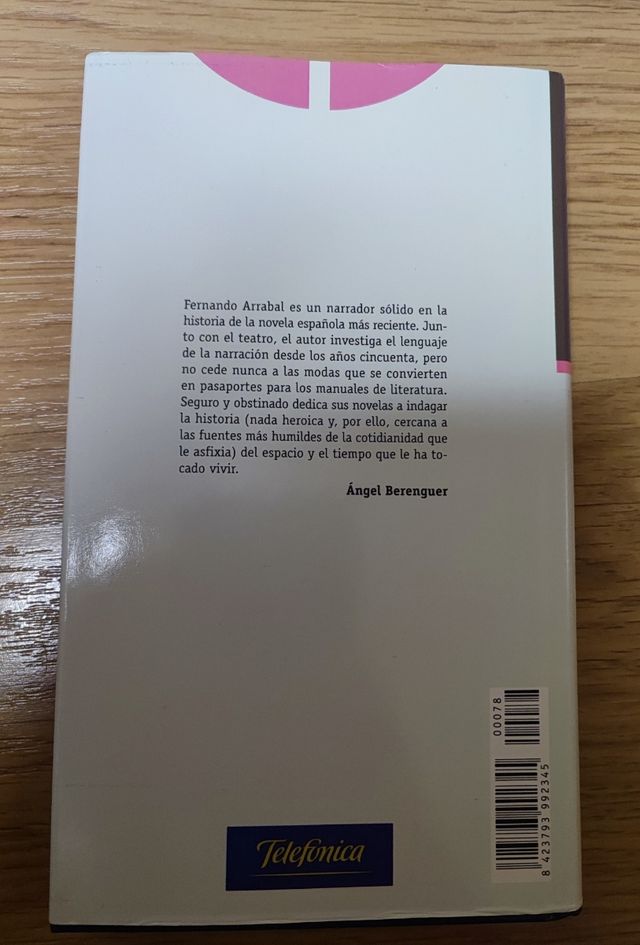 Fernando Arrabal es un narrador sólido en la
historia de la novela española más reciente. Jun-
to con el teatro, el autor investiga el lenguaje
de la narración desde los años cincuenta, pero
no cede nunca a las modas que se convierten
en pasaportes para los manuales de literatura.
Seguro y obstinado dedica sus novelas a indagar
la historia (nada heroica y, por ello, cercana a
las fuentes más humildes de la cotidianidad que
le asfixia) del espacio y el tiempo que le ha to-
cado vivir.
Ángel Berenguer
00078
8 423793 992345
Telefónica